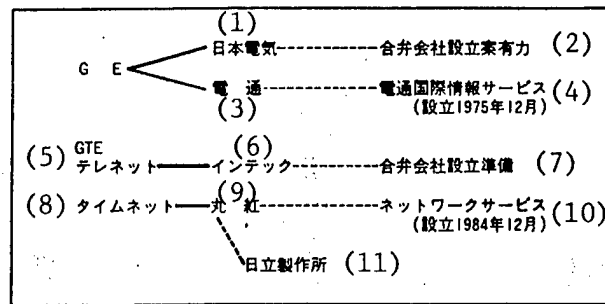 (1)
日本電気 合弁会社設立案有力 (2)
G E
電 通 電通国際情報サービス (4)
(3) (設立1975年12月)
(6)
GTE
(5) テレネット インテック 合弁会社設立準備 (7)
(9)
(8) タイムネット 丸 紅 ネットワークサービス (10)
(設立1984年12月)
日立製作所 (11)